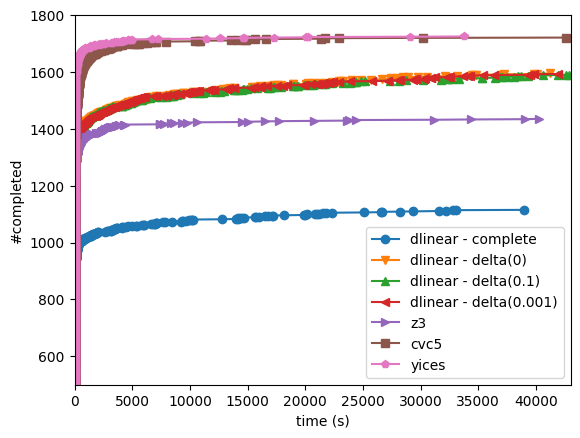 1800
1600
1400
1200
1000
800
600
#completed
0 5000 10000 15000 20000 25000 30000 35000 40000
time (s)
dlinear - complete
dlinear - delta(0)
dlinear - delta(0.1)
dlinear - delta(0.001)
z3
cvc5
yices